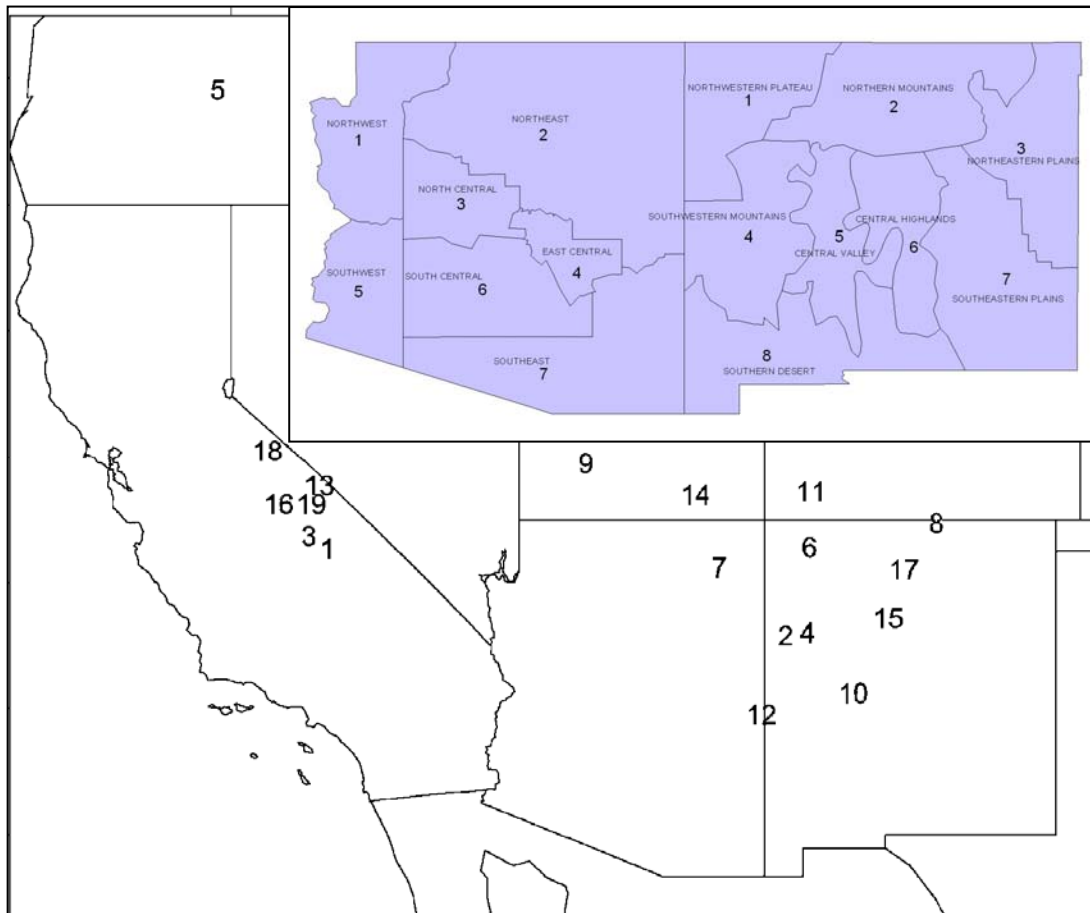 5
NORTHWESTERN PLATEAU
1
NORTHERN MOUNTAINS
2
NORTHWEST
1
NORTHEAST
2
3
NORTHEASTERN PLAINS
NORTH CENTRAL
3
SOUTHWESTERN MOUNTAINS
4
CENTRAL HIGHLANDS
5
6
CENTRAL VALLEY
EAST CENTRAL
4
SOUTHWEST
5
SOUTH CENTRAL
6
7
SOUTHEASTERN PLAINS
SOUTHEAST
7
8
SOUTHERN DESERT
18
9
13
14
11
16 19
8
3
1
6
7
17
15
2 4
10
12